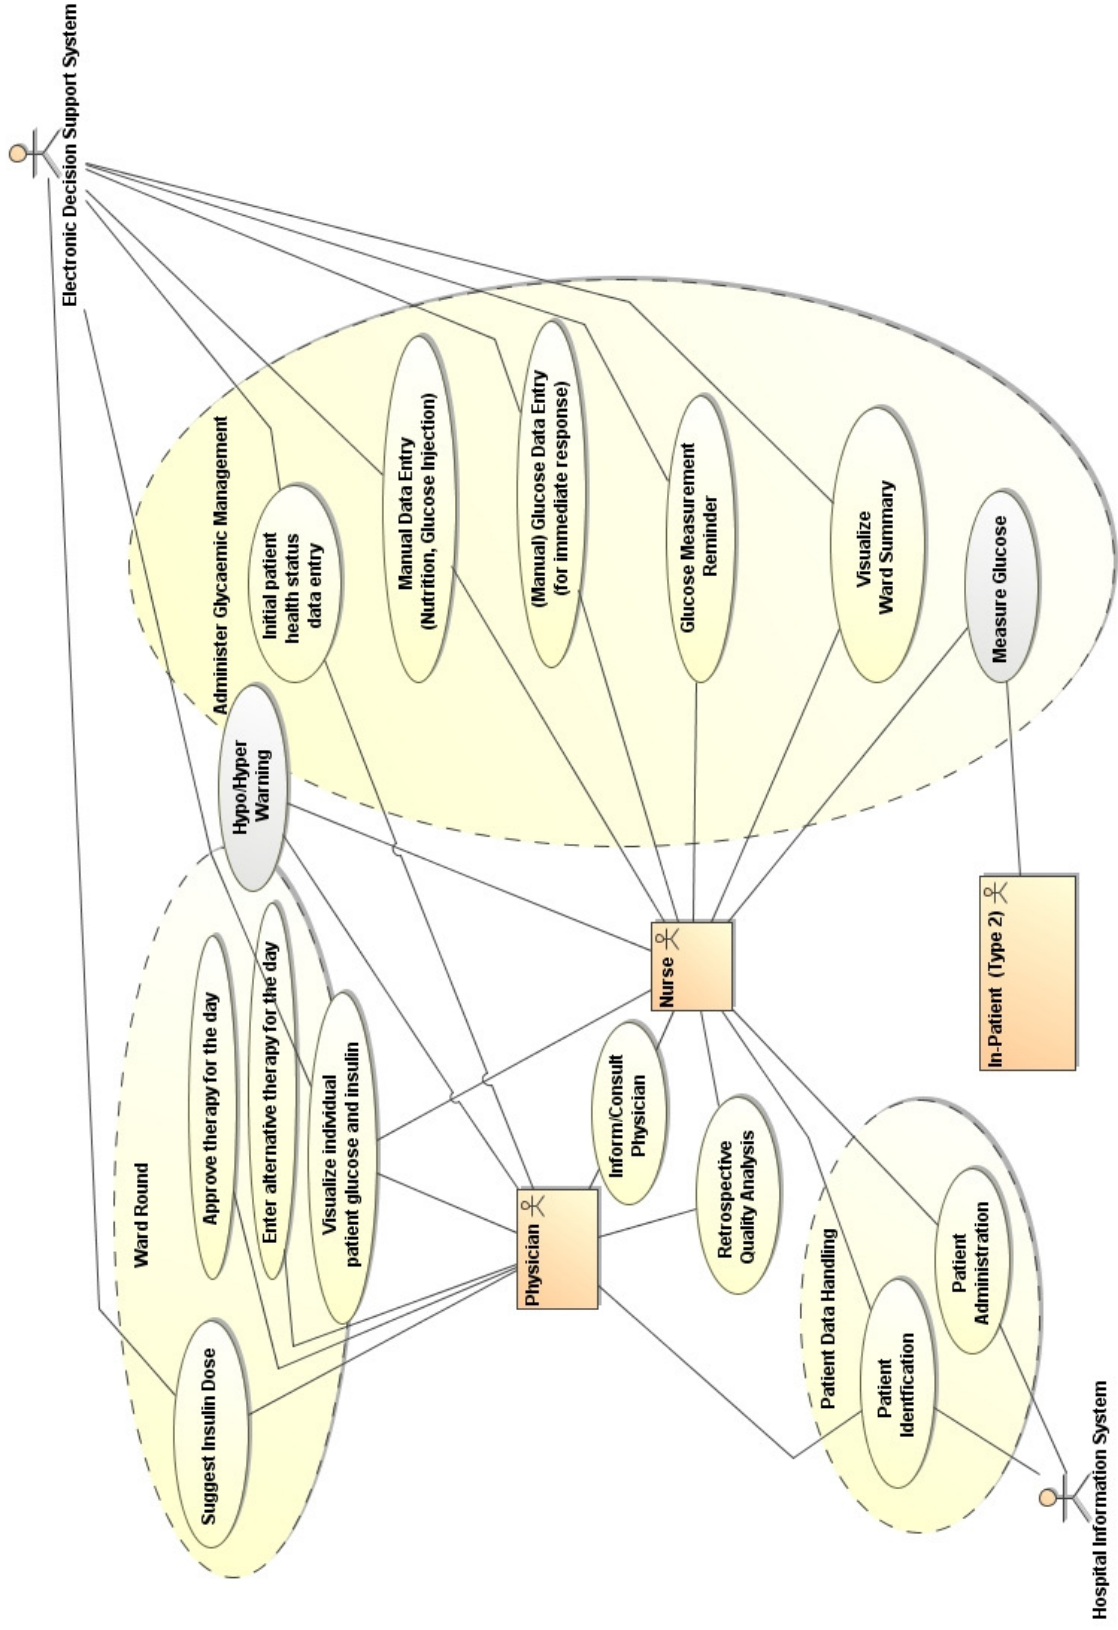 Electronic Decision Support System
Ward Round
Suggest Insulin Dose
Approve therapy for the day
Enter alternative therapy for the day
Visualize individual
patient glucose and insulin
Hypo/Hyper
Warning
Administer Glycaemic Management
Initial patient
health status
data entry
Manual Data Entry
(Nutrition, Glucose Injection)
(Manual) Glucose Data Entry
(for immediate response)
Glucose Measurement
Reminder
Visualize
Ward Summary
Measure Glucose
Physician
Inform/Consult
Physician
Nurse
Retrospective
Quality Analysis
Patient Data Handling
Patient
Identfication
Patient
Administration
In-Patient (Type 2)
Hospital Information System